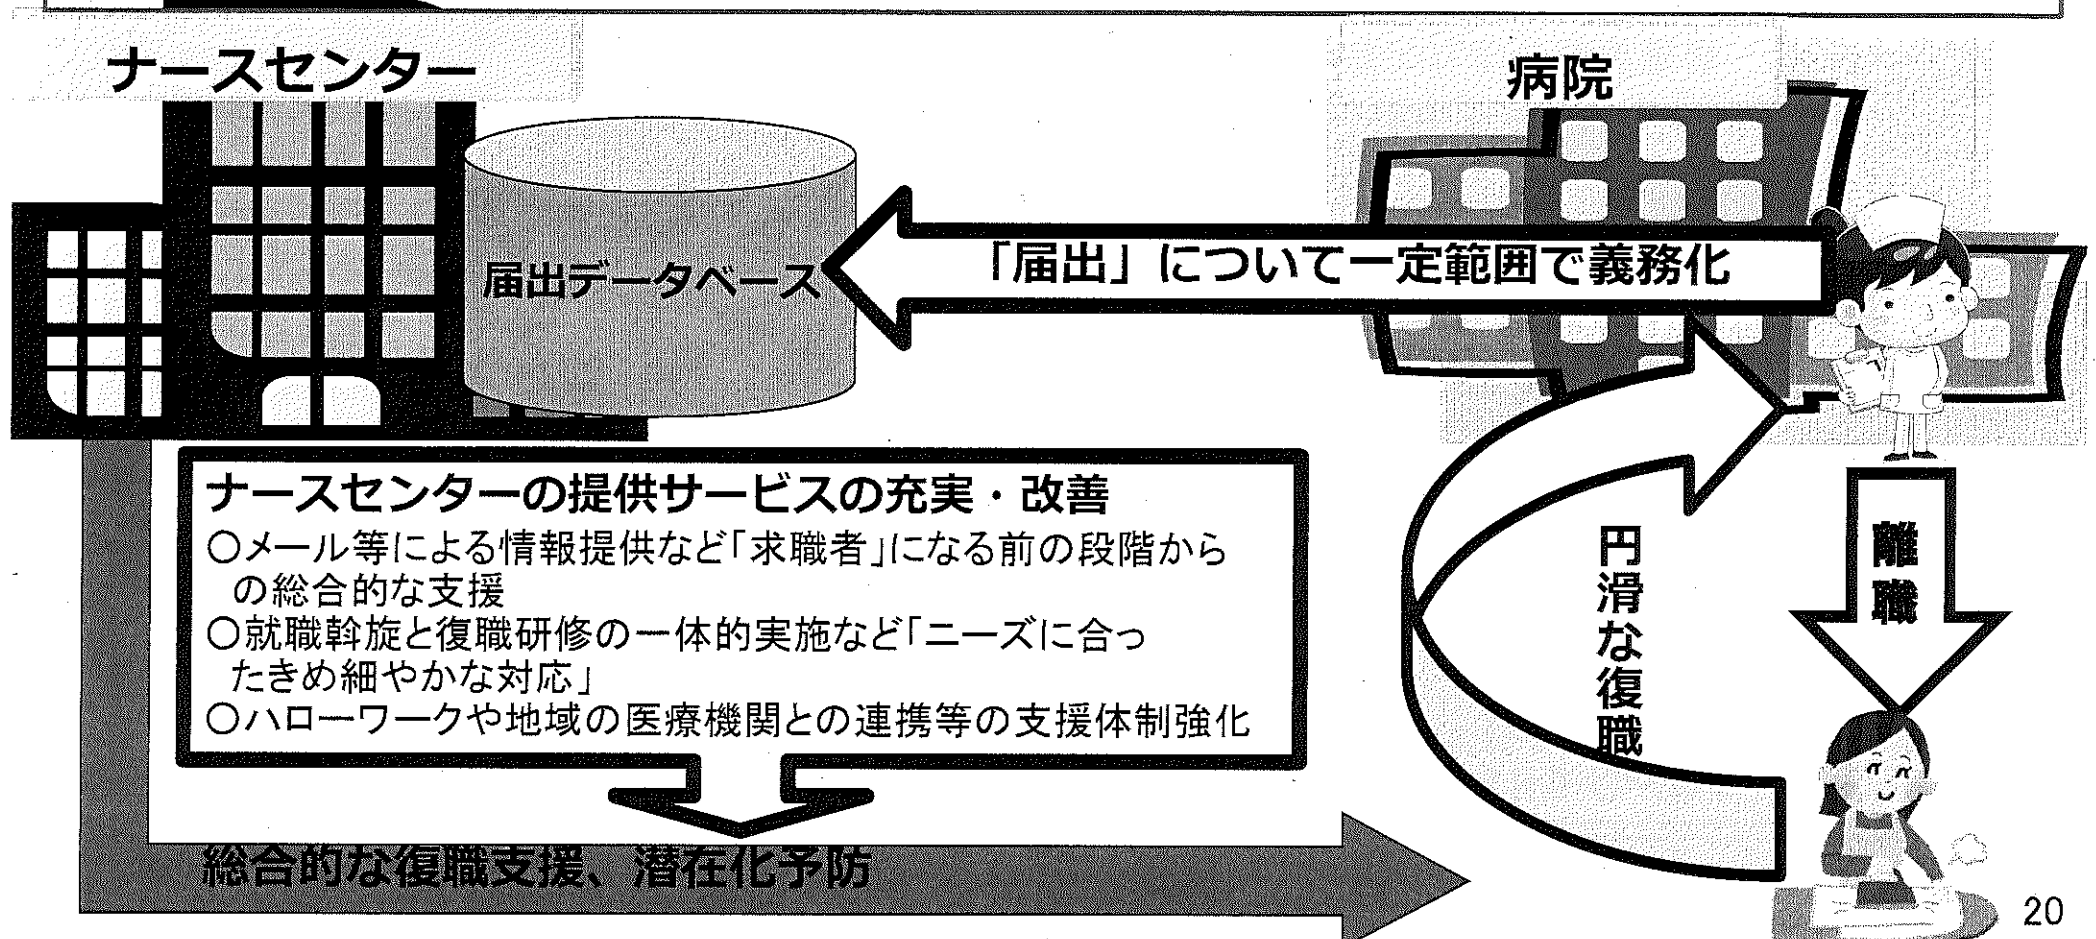 ナースセンター
病院
届出データベース
「届出」について一定範囲で義務化
ナースセンターの提供サービスの充実・改善
○メール等による情報提供など「求職者」になる前の段階から
の総合的な支援
○就職斡旋と復職研修の一体的実施など「ニーズに合っ
たきめ細やかな対応」
○ハローワークや地域の医療機関との連携等の支援体制強化
円滑な復職
離職
総合的な復職支援、潜在化予防
20